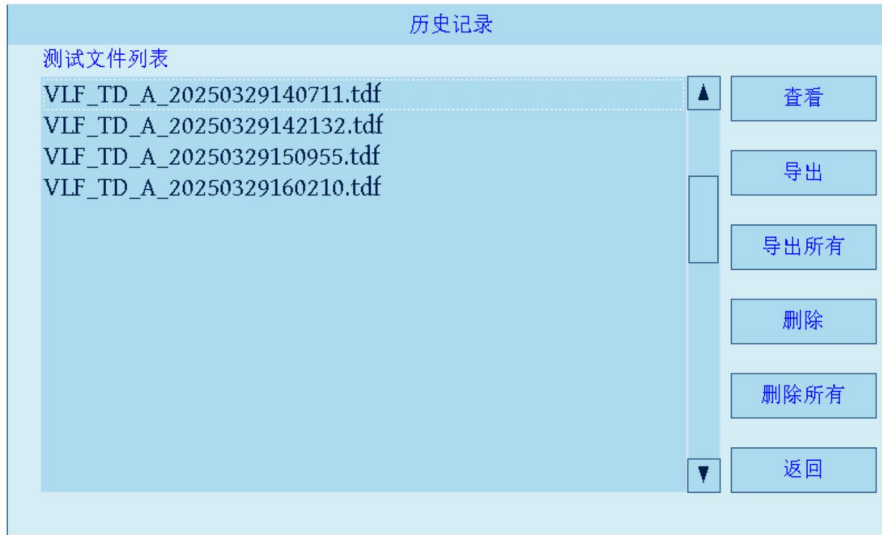 历史记录
测试文件列表
VLF_TD_A_20250329140711.tdf
VLF_TD_A_20250329142132.tdf
VLF_TD_A_20250329150955.tdf
VLF_TD_A_20250329160210.tdf
查看
导出
导出所有
删除
删除所有
返回